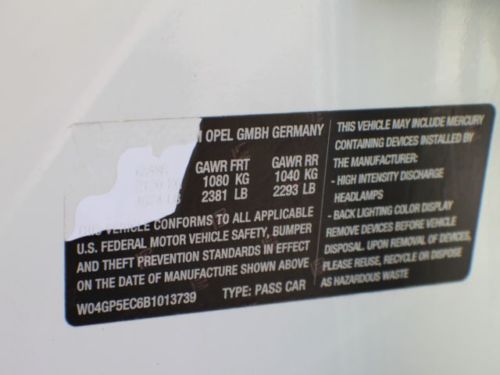 OPEL GMBH GERMANY
GAWR FRT GAWR RR
1080 KG 1040 KG
2381 LB 2293 LB
VEHICLE CONFORMS TO ALL APPLICABLE
U.S. FEDERAL MOTOR VEHICLE SAFETY, BUMPER
AND THEFT PREVENTION STANDARDS IN EFFECT
ON THE DATE OF MANUFACTURE SHOWN ABOVE
W04GP5EC6B1013739 TYPE: PASS CAR
THIS VEHICLE MAY INCLUDE MERCURY
CONTAINING DEVICES INSTALLED BY
THE MANUFACTURER:
- HIGH INTENSITY DISCHARGE
HEADLAMPS
- BACK LIGHTING COLOR DISPLAY
REMOVE DEVICES BEFORE VEHICLE
DISPOSAL. UPON REMOVAL OF DEVICES,
PLEASE REUSE, RECYCLE OR DISPOSE
AS HAZARDOUS WASTE